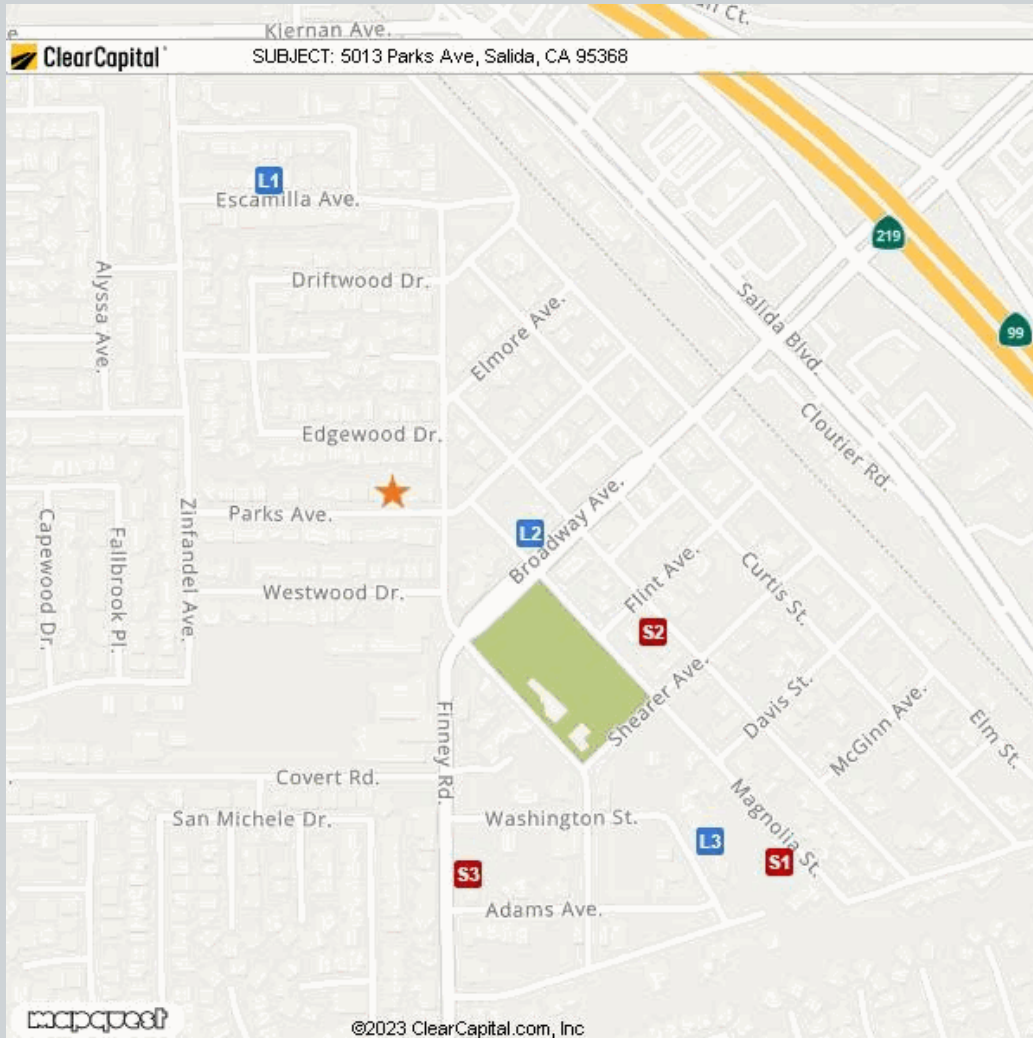 Ct.
Kiernan Ave.
ClearCapital
SUBJECT: 5013 Parks Ave, Salida, CA 95368
L1
Escamilla Ave.
219
Alyssa Ave.
Driftwood Dr.
Elmore Ave.
Salida Blvd.
99
Edgewood Dr.
Cloutier Rd.
Parks Ave.
Zinfandel Ave.
Capewood Dr.
Fallbrook Pl.
L2
Broadway Ave.
Westwood Dr.
Flint Ave.
Curtis St.
S2
Shearer Ave.
Davis St.
McGinn Ave.
Elm St.
Finney Rd.
Covert Rd.
San Michele Dr.
Washington St.
Magnolia St.
L3
S1
S3
Adams Ave.
mapquest
©2023 ClearCapital.com, Inc